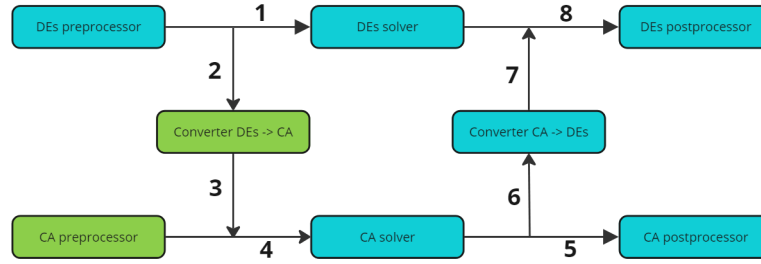 1
8
DEs preprocessor
DEs solver
DEs postprocessor
2
7
Converter DEs -> CA
Converter CA -> DEs
3
6
CA preprocessor
CA solver
CA postprocessor
4
5